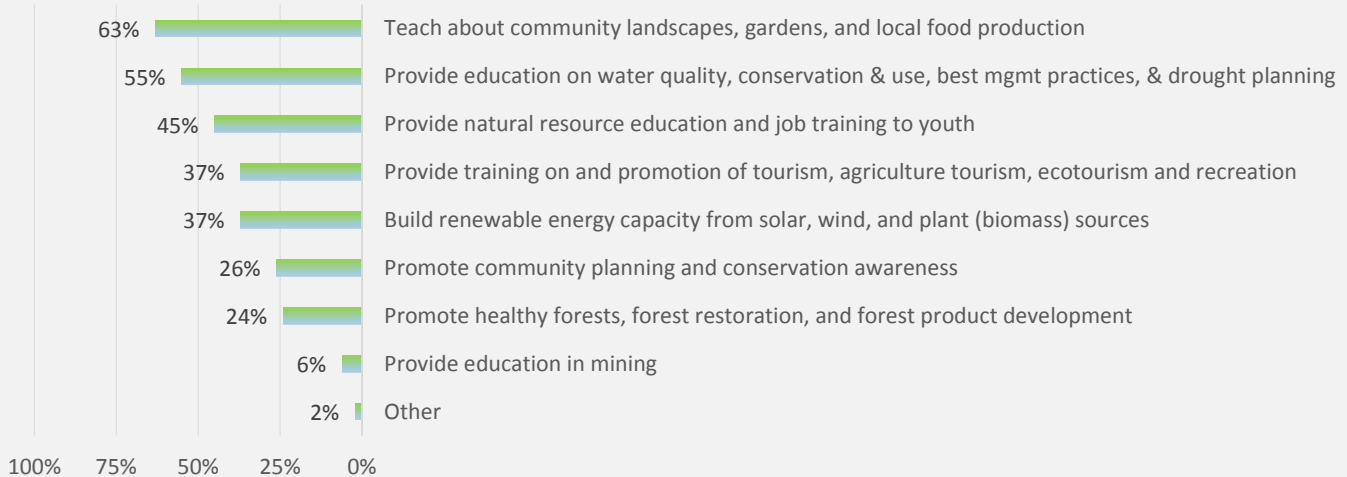 63% Teach about community landscapes, gardens, and local food production
55% Provide education on water quality, conservation & use, best mgmt practices, & drought planning
45% Provide natural resource education and job training to youth
37% Provide training on and promotion of tourism, agriculture tourism, ecotourism and recreation
37% Build renewable energy capacity from solar, wind, and plant (biomass) sources
26% Promote community planning and conservation awareness
24% Promote healthy forests, forest restoration, and forest product development
6% Provide education in mining
2% Other
100% 75% 50% 25% 0%